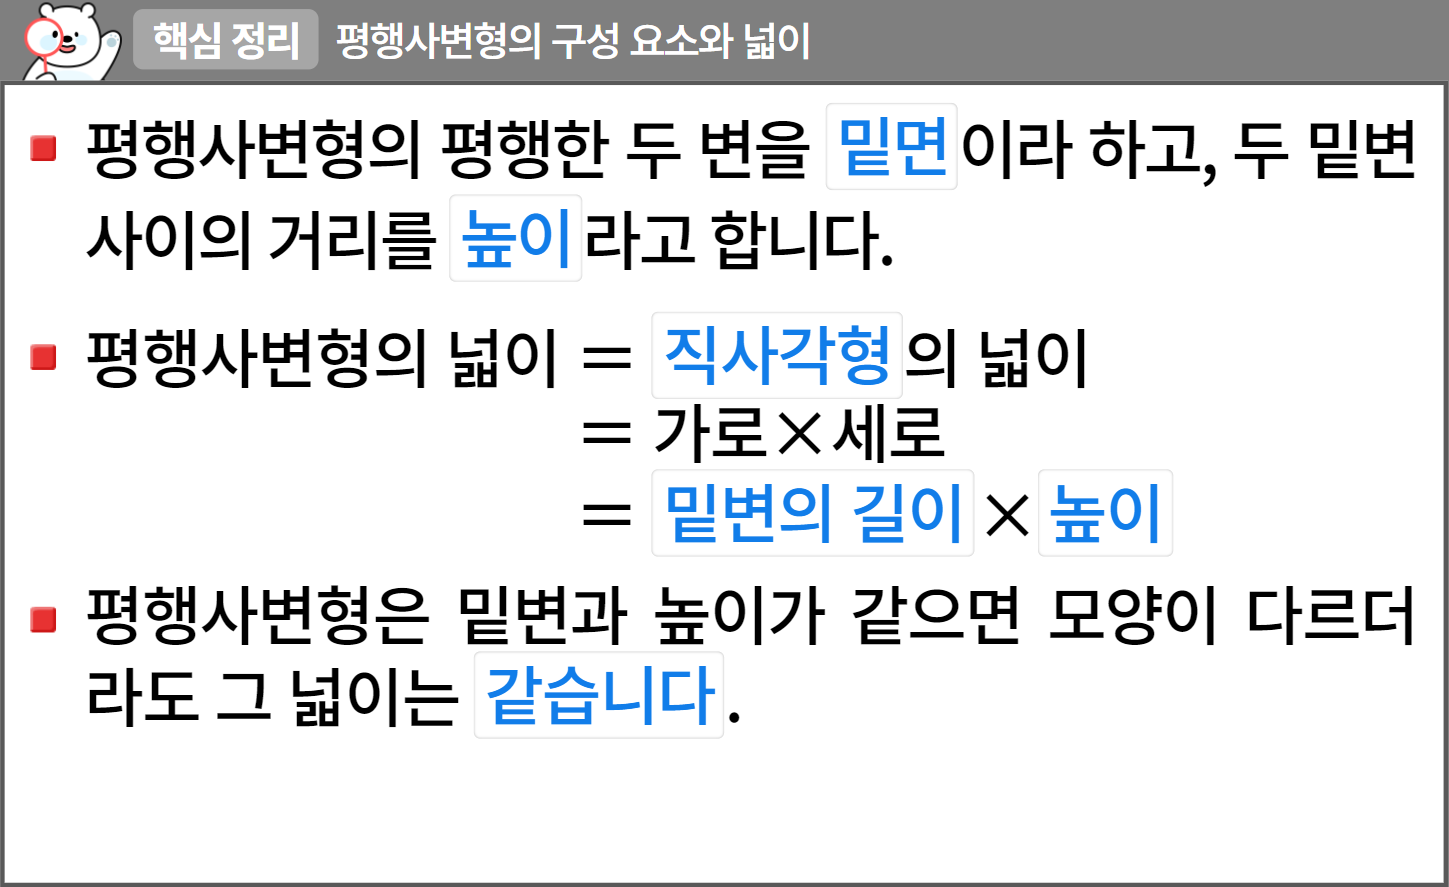 핵심 정리 평행사변형의 구성 요소와 넓이
평행사변형의 평행한 두 변을 밑면이라 하고, 두 밑변
사이의 거리를 높이라고 합니다.
평행사변형의 넓이 = 직사각형의 넓이
= 가로×세로
= 밑변의 길이×높이
평행사변형은 밑변과 높이가 같으면 모양이 다르더
라도 그 넓이는 같습니다.